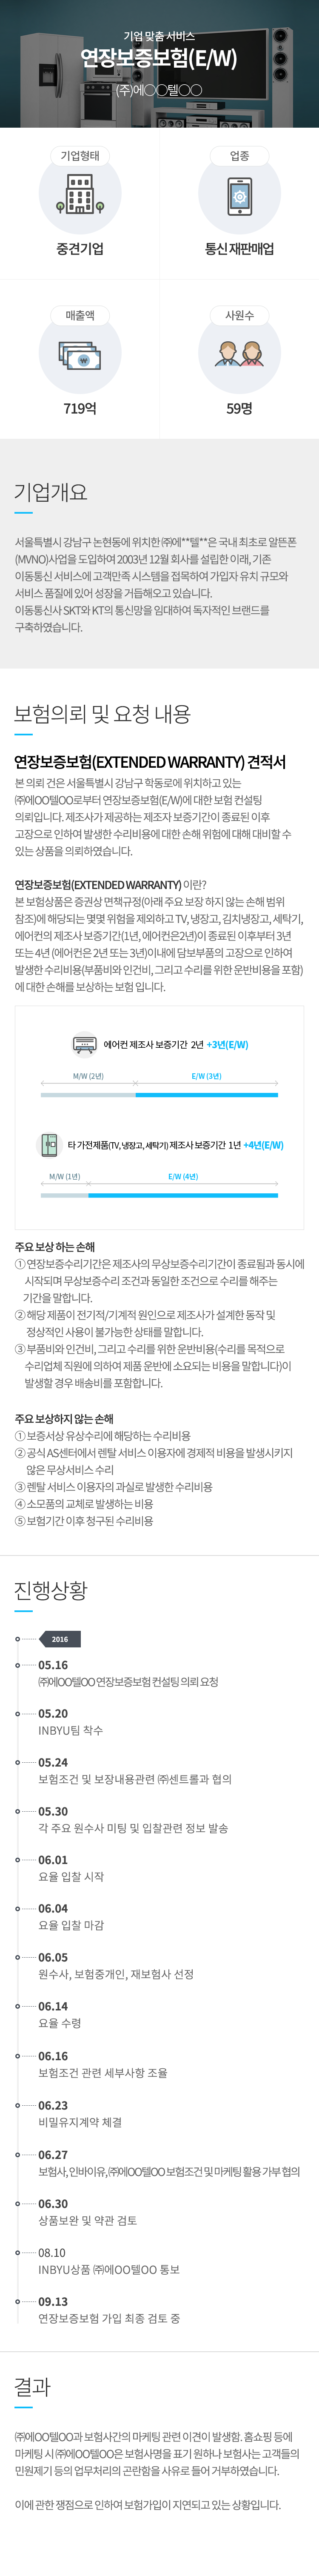 기업 맞춤 서비스
연장보증보험(E/W)
(주)에○○텔○○
기업형태
업종
중견기업
통신 재판매업
매출액
사원수
719억
59명
기업개요
서울특별시 강남구 논현동에 위치한 ㈜에**텔**은 국내 최초로 알뜬폰
(MVNO)사업을 도입하여 2003년 12월 회사를 설립한 이래, 기존
이동통신 서비스에 고객만족 시스템을 접목하여 가입자 유치 규모와
서비스 품질에 있어 성장을 거듭해오고 있습니다.
이동통신사 SKT와 KT의 통신망을 임대하여 독자적인 브랜드를
구축하였습니다.
보험의뢰 및 요청 내용
연장보증보험(EXTENDED WARRANTY) 견적서
본 의뢰 건은 서울특별시 강남구 학동로에 위치하고 있는
㈜에OO텔OO로부터 연장보증보험(E/W)에 대한 보험 컨설팅
의뢰입니다. 제조사가 제공하는 제조자 보증기간이 종료된 이후
고장으로 인하여 발생한 수리비용에 대한 손해 위험에 대해 대비할 수
있는 상품을 의뢰하였습니다.
연장보증보험(EXTENDED WARRANTY) 이란?
본 보험상품은 증권상 면책규정(아래 주요 보장 하지 않는 손해 범위
참조)에 해당되는 몇몇 위험을 제외하고 TV, 냉장고, 김치냉장고, 세탁기,
에어컨의 제조사 보증기간(1년, 에어컨은2년)이 종료된 이후부터 3년
또는 4년 (에어컨은 2년 또는 3년)이내에 담보부품의 고장으로 인하여
발생한 수리비용(부품비와 인건비, 그리고 수리를 위한 운반비용을 포함)
에 대한 손해를 보상하는 보험 입니다.
에어컨 제조사 보증기간 2년 +3년(E/W)
M/W (2년) E/W (3년)
타 가전제품(TV, 냉장고, 세탁기) 제조사 보증기간 1년 +4년(E/W)
M/W (1년) E/W (4년)
주요 보상 하는 손해
① 연장보증수리기간은 제조사의 무상보증수리기간이 종료됨과 동시에
시작되며 무상보증수리 조건과 동일한 조건으로 수리를 해주는
기간을 말합니다.
② 해당 제품이 전기적/기계적 원인으로 제조사가 설계한 동작 및
정상적인 사용이 불가능한 상태를 말합니다.
③ 부품비와 인건비, 그리고 수리를 위한 운반비용(수리를 목적으로
수리업체 직원에 의하여 제품 운반에 소요되는 비용을 말합니다)이
발생할 경우 배송비를 포함합니다.
주요 보상하지 않는 손해
① 보증서상 유상수리에 해당하는 수리비용
② 공식 AS센터에서 렌탈 서비스 이용자에 경제적 비용을 발생시키지
않은 무상서비스 수리
③ 렌탈 서비스 이용자의 과실로 발생한 수리비용
④ 소모품의 교체로 발생하는 비용
⑤ 보험기간 이후 청구된 수리비용
진행상황
2016
05.16
㈜에OO텔OO 연장보증보험 컨설팅 의뢰 요청
05.20
INBYU팀 착수
05.24
보험조건 및 보장내용관련 ㈜센트롤과 협의
05.30
각 주요 원수사 미팅 및 입찰관련 정보 발송
06.01
요율 입찰 시작
06.04
요율 입찰 마감
06.05
원수사, 보험중개인, 재보험사 선정
06.14
요율 수령
06.16
보험조건 관련 세부사항 조율
06.23
비밀유지계약 체결
06.27
보험사, 인바이유, ㈜에OO텔OO 보험조건 및 마케팅 활용 가부 협의
06.30
상품보완 및 약관 검토
08.10
INBYU상품 ㈜에OO텔OO 통보
09.13
연장보증보험 가입 최종 검토 중
결과
㈜에OO텔OO과 보험사간의 마케팅 관련 이견이 발생함. 홈쇼핑 등에
마케팅 시 ㈜에OO텔OO은 보험사명을 표기 원하나 보험사는 고객들의
민원제기 등의 업무처리의 곤란함을 사유로 들어 거부하였습니다.
이에 관한 쟁점으로 인하여 보험가입이 지연되고 있는 상황입니다.